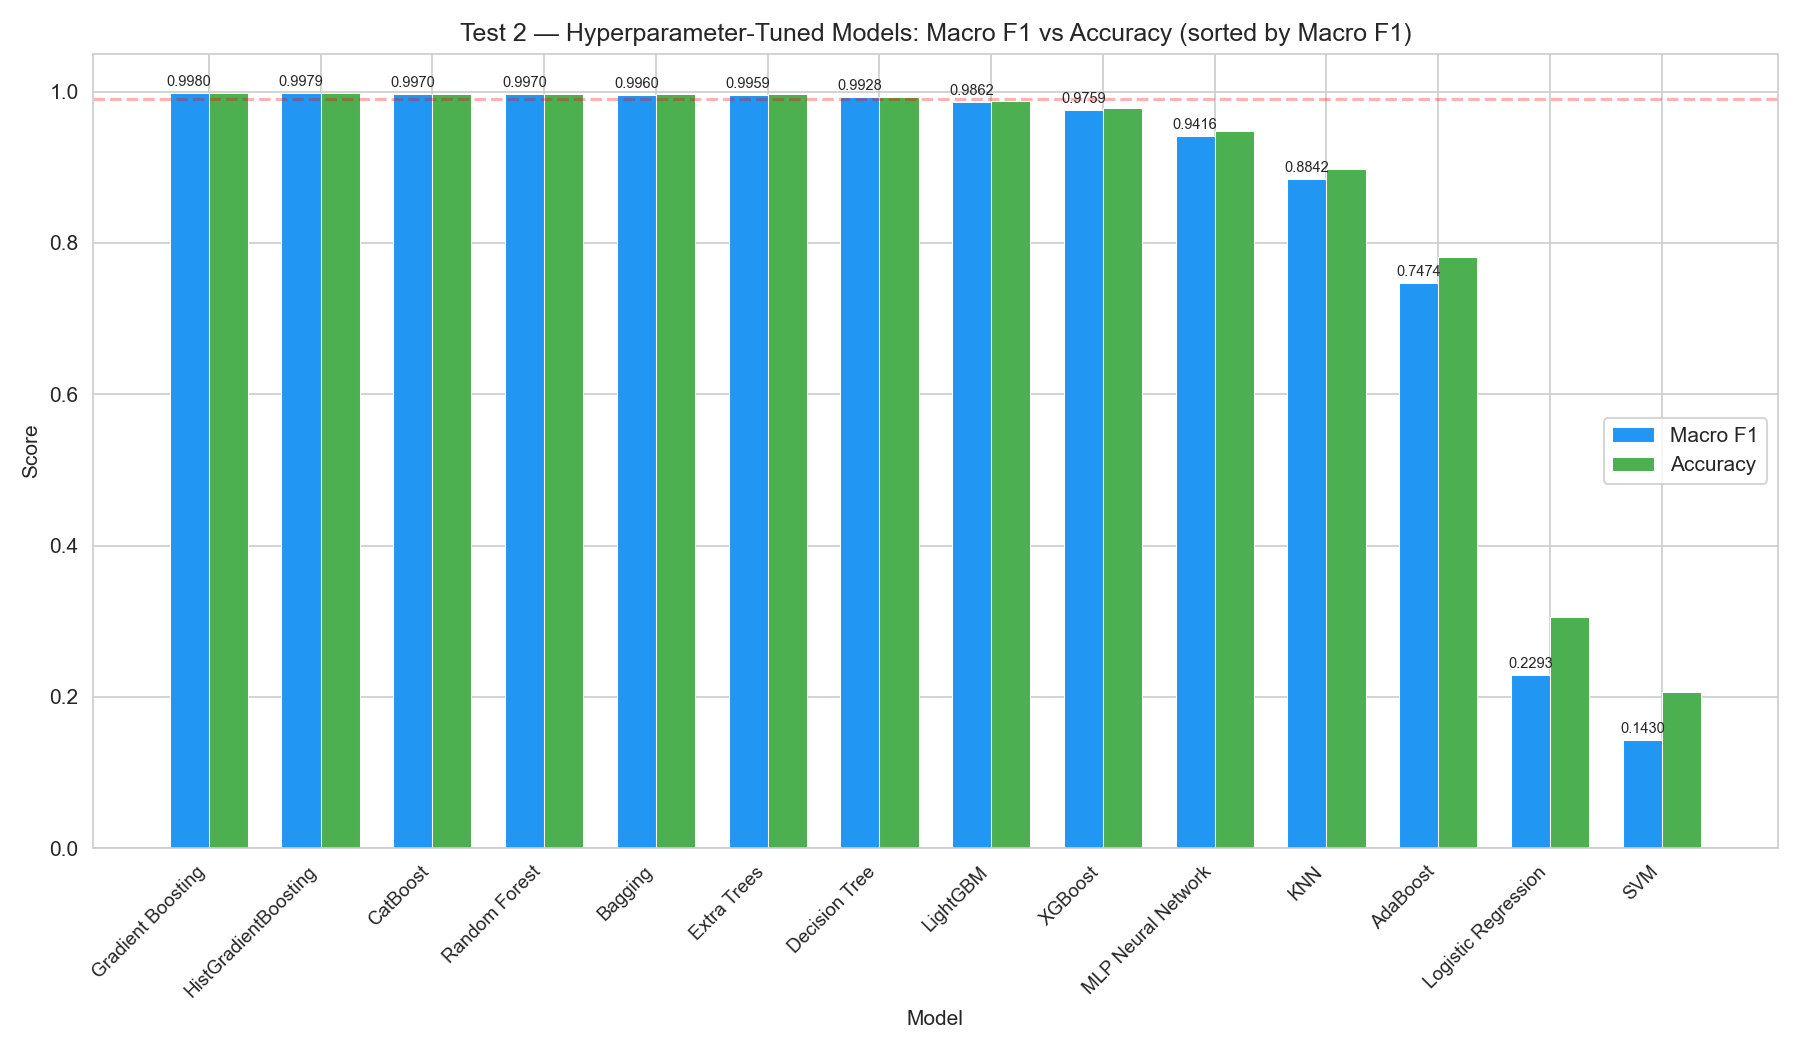 Test 2 — Hyperparameter-Tuned Models: Macro F1 vs Accuracy (sorted by Macro F1)
0.9980
0.9979
0.9970
0.9970
0.9960
0.9959
0.9928
0.9862
0.9759
0.9416
0.8842
0.7474
0.2293
0.1430
1.0
0.8
0.6
0.4
0.2
0.0
Score
Macro F1
Accuracy
Gradient Boosting
HistGradientBoosting
CatBoost
Random Forest
Bagging
Extra Trees
Decision Tree
LightGBM
XGBoost
MLP Neural Network
KNN
AdaBoost
Logistic Regression
SVM
Model